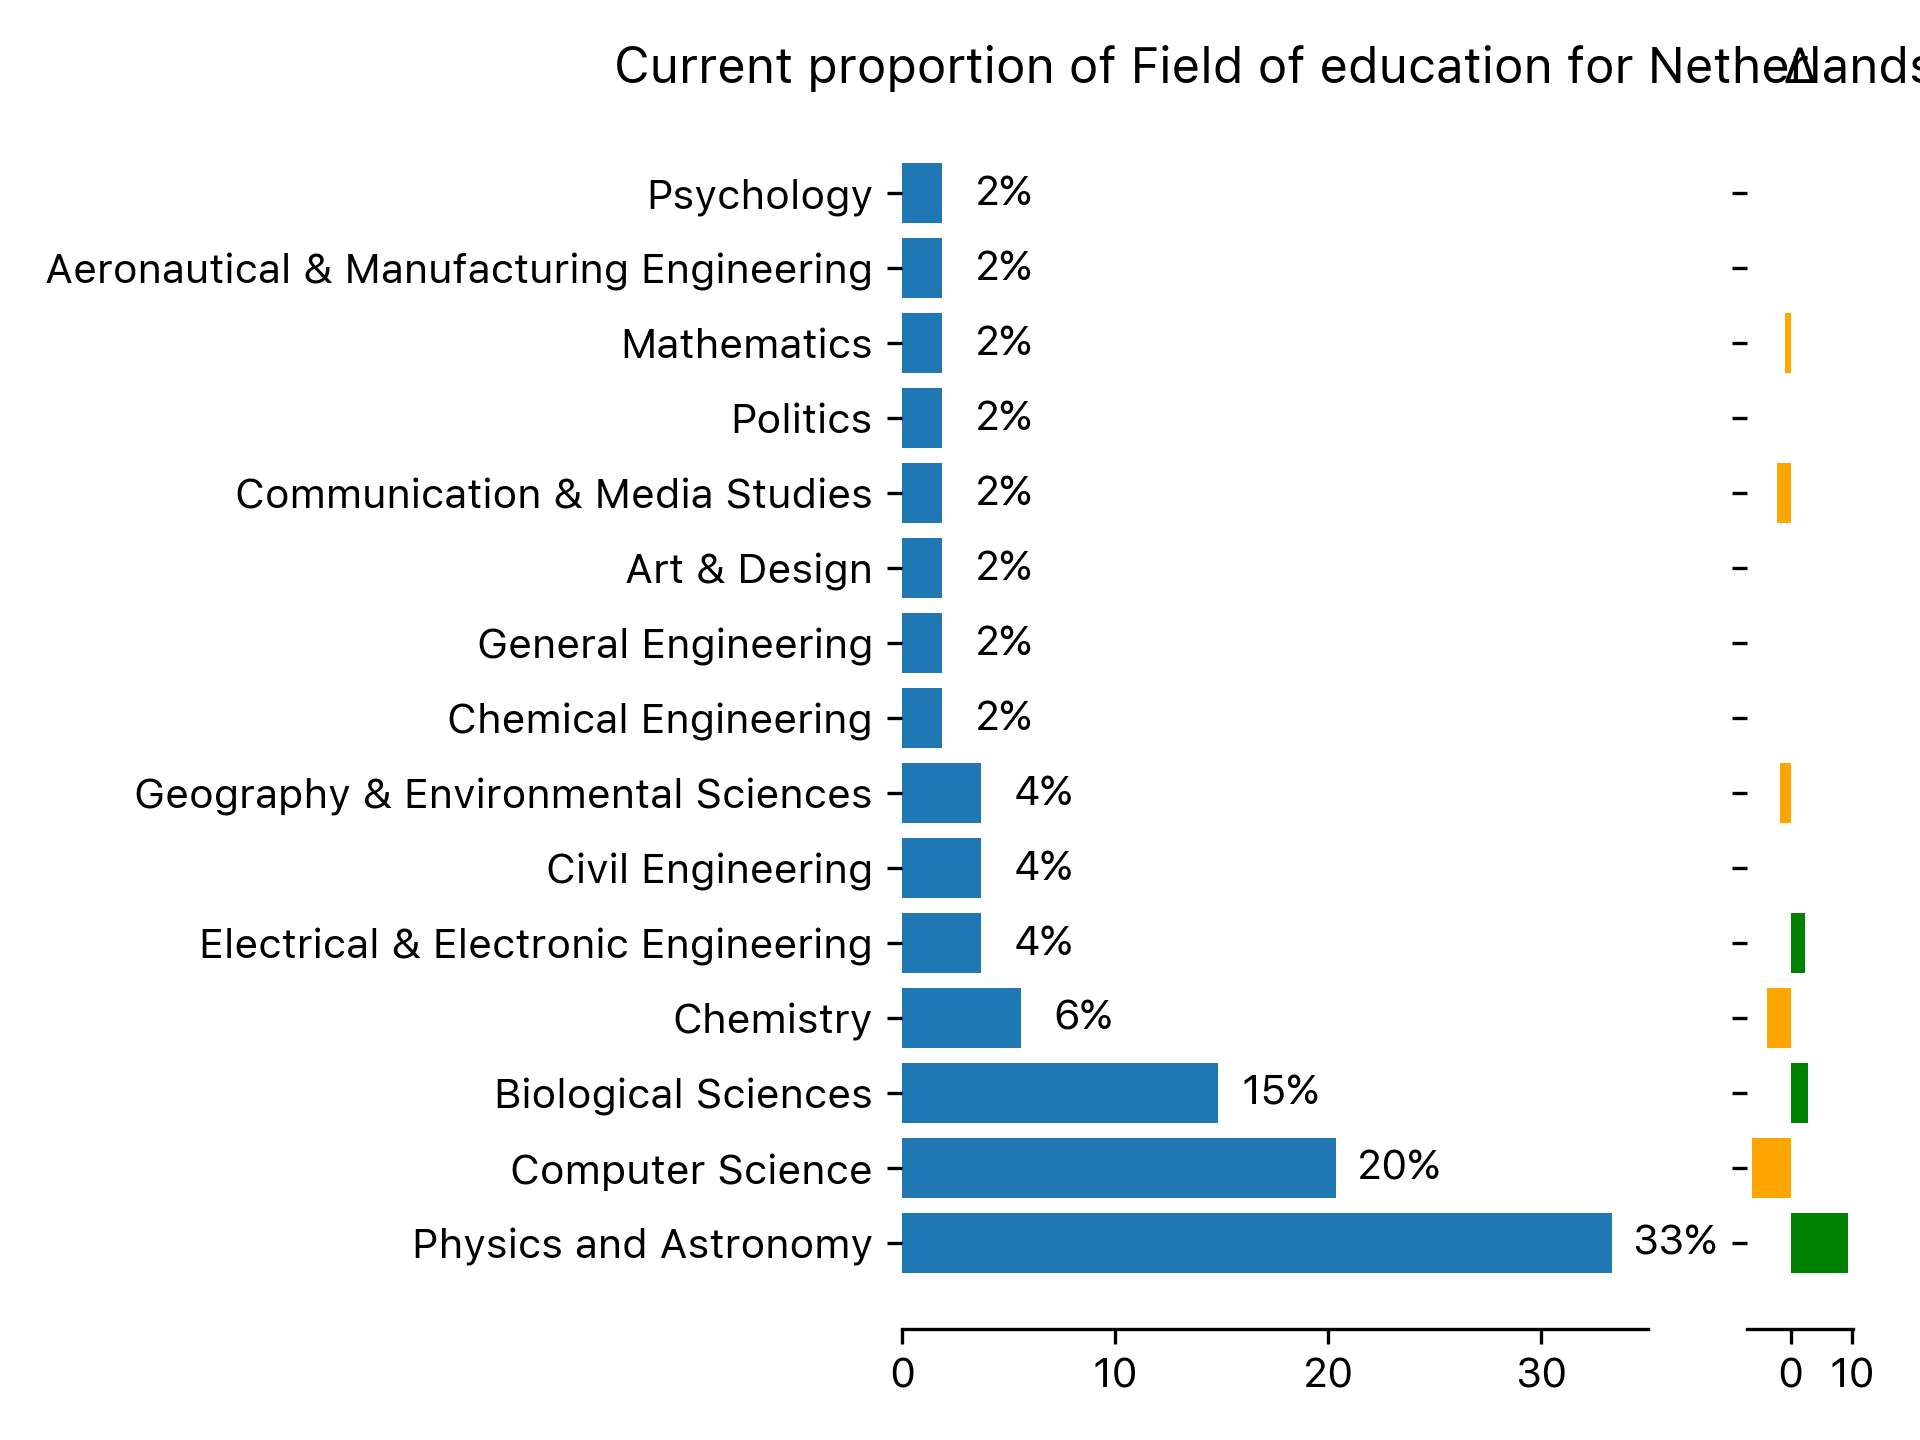 Current proportion of Field of education for Netherlands
Δ
Psychology 2%
Aeronautical & Manufacturing Engineering 2%
Mathematics 2%
Politics 2%
Communication & Media Studies 2%
Art & Design 2%
General Engineering 2%
Chemical Engineering 2%
Geography & Environmental Sciences 4%
Civil Engineering 4%
Electrical & Electronic Engineering 4%
Chemistry 6%
Biological Sciences 15%
Computer Science 20%
Physics and Astronomy 33%
0 10 20 30 0 10